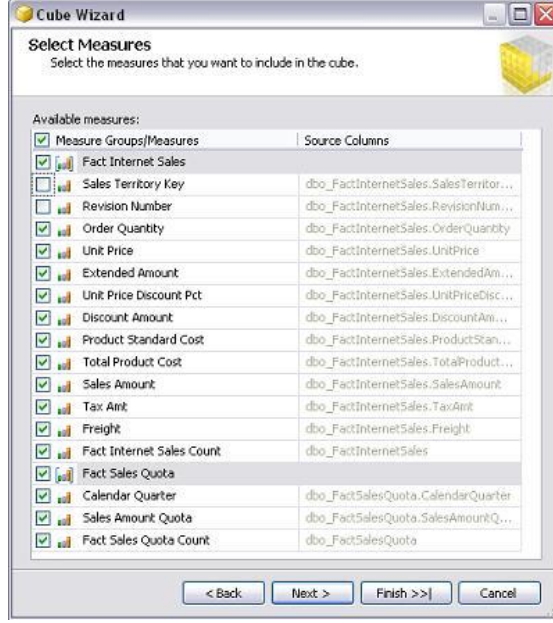 Cube Wizard
Select Measures
Select the measures that you want to include in the cube.
Available measures:
Measure Groups/Measures Source Columns
Fact Internet Sales
Sales Territory Key dbo_FactInternetSales.SalesTerritor...
Revision Number dbo_FactInternetSales.RevisionNum...
Order Quantity dbo_FactInternetSales.OrderQuantity
Unit Price dbo_FactInternetSales.UnitPrice
Extended Amount dbo_FactInternetSales.ExtendedAm...
Unit Price Discount Pct dbo_FactInternetSales.UnitPriceDisc...
Discount Amount dbo_FactInternetSales.DiscountAm...
Product Standard Cost dbo_FactInternetSales.ProductStan...
Total Product Cost dbo_FactInternetSales.TotalProduct...
Sales Amount dbo_FactInternetSales.SalesAmount
Tax Amt dbo_FactInternetSales.TaxAmt
Freight dbo_FactInternetSales.Freight
Fact Internet Sales Count dbo_FactInternetSales
Fact Sales Quota
Calendar Quarter dbo_FactSalesQuota.CalendarQuarter
Sales Amount Quota dbo_FactSalesQuota.SalesAmountQ...
Fact Sales Quota Count dbo_FactSalesQuota
< Back Next > Finish >>| Cancel